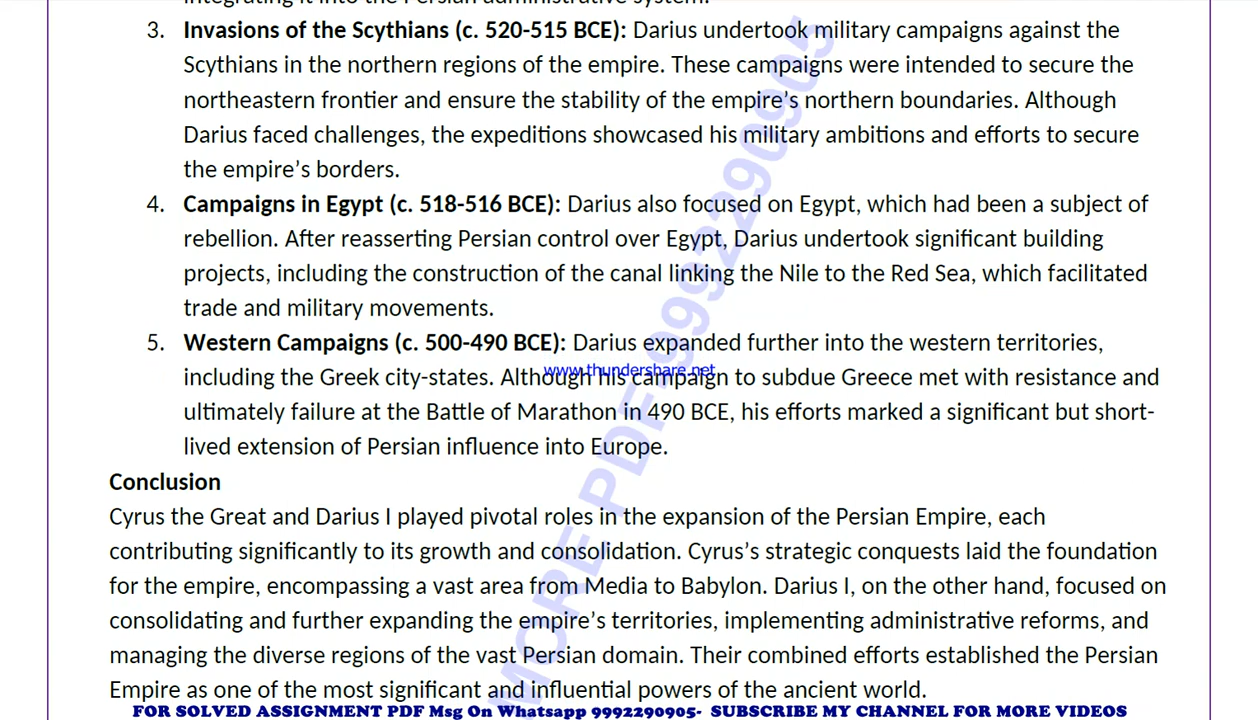 3. Invasions of the Scythians (c. 520-515 BCE): Darius undertook military campaigns against the
Scythians in the northern regions of the empire. These campaigns were intended to secure the
northeastern frontier and ensure the stability of the empire's northern boundaries. Although
Darius faced challenges, the expeditions showcased his military ambitions and efforts to secure
the empire's borders.
4. Campaigns in Egypt (c. 518-516 BCE): Darius also focused on Egypt, which had been a subject of
rebellion. After reasserting Persian control over Egypt, Darius undertook significant building
projects, including the construction of the canal linking the Nile to the Red Sea, which facilitated
trade and military movements.
5. Western Campaigns (c. 500-490 BCE): Darius expanded further into the western territories,
www.thundershare.net
including the Greek city-states. Although his campaign to subdue Greece met with resistance and
ultimately failure at the Battle of Marathon in 490 BCE, his efforts marked a significant but short-
lived extension of Persian influence into Europe.
Conclusion
Cyrus the Great and Darius I played pivotal roles in the expansion of the Persian Empire, each
contributing significantly to its growth and consolidation. Cyrus's strategic conquests laid the foundation
for the empire, encompassing a vast area from Media to Babylon. Darius I, on the other hand, focused on
consolidating and further expanding the empire's territories, implementing administrative reforms, and
managing the diverse regions of the vast Persian domain. Their combined efforts established the Persian
Empire as one of the most significant and influential powers of the ancient world.
MORE PDF-9992290905
FOR SOLVED ASSIGNMENT PDF Msg On Whatsapp 9992290905- SUBSCRIBE MY CHANNEL FOR MORE VIDEOS